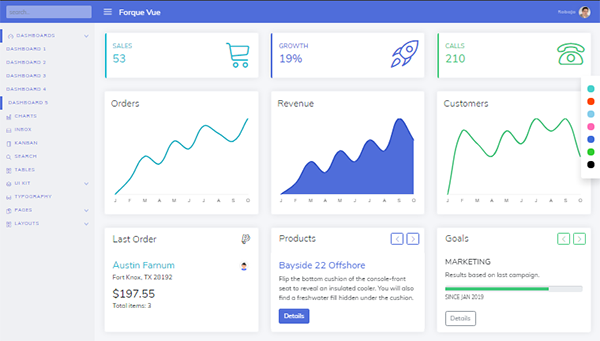 Search...
Forque Vue
DASHBOARDS
DASHBOARD 1
DASHBOARD 2
DASHBOARD 3
DASHBOARD 4
DASHBOARD 5
CHARTS
INBOX
KANBAN
SEARCH
TABLES
UI KIT
TYPOGRAPHY
PAGES
LAYOUTS
SALES
53
GROWTH
19%
CALLS
210
Orders
J Y M A M J J A S O
Revenue
J F M A M J J A S O
Customers
J F M A M J J A S O
Last Order
Austin Farnum
Fort Knox, TX 20192
$197.55
Total items: 3
Products
Bayside 22 Offshore
Flip the bottom cushion of the console-front
seat to reveal an insulated cooler. You will also
find a freshwater fill hidden under the cushion.
Details
Goals
MARKETING
Results based on last campaign.
SINCE JAN 2019
Details